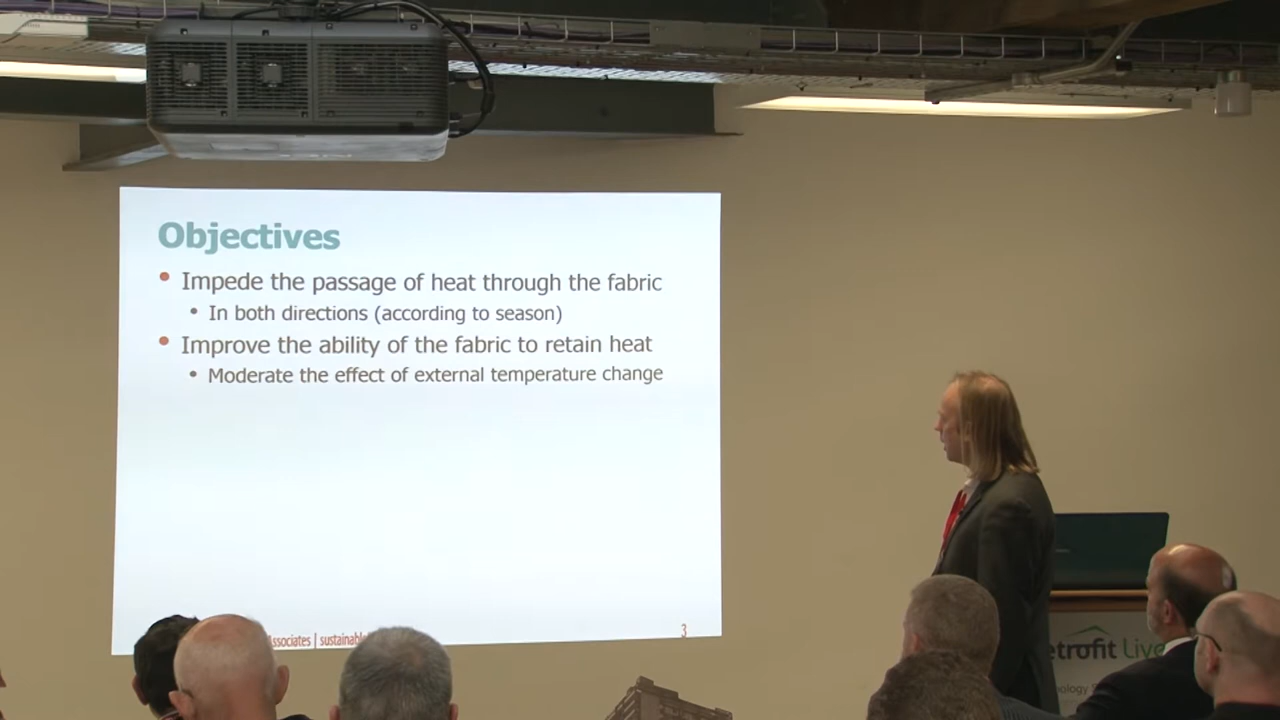 Objectives
• Impede the passage of heat through the fabric
• In both directions (according to season)
• Improve the ability of the fabric to retain heat
• Moderate the effect of external temperature change
ssociates | sustainabl
3
etrofit Live
ology